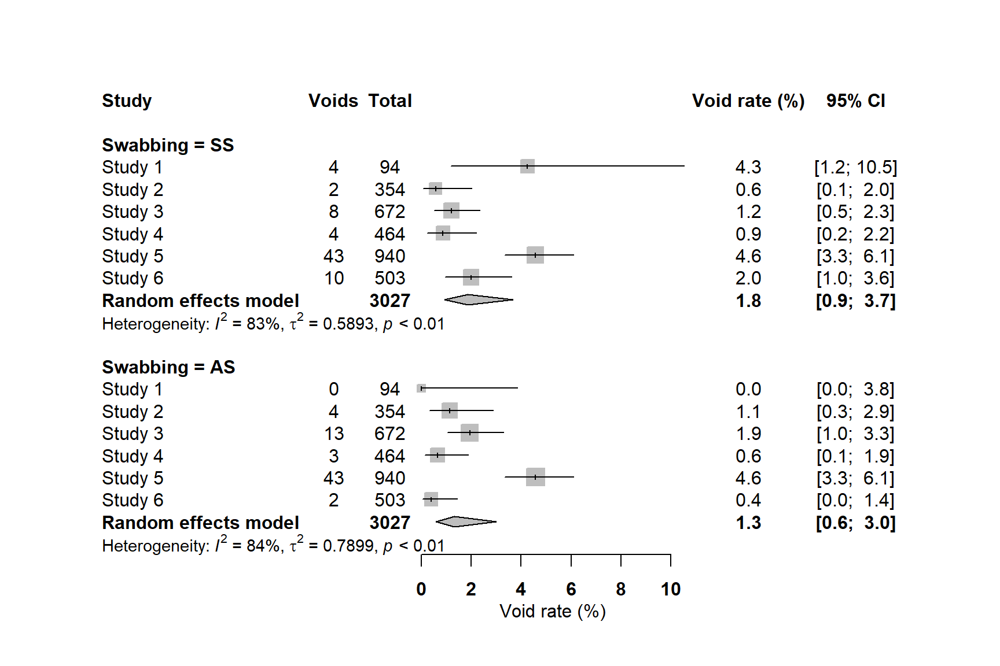 Study Voids Total Void rate (%) 95% CI
Swabbing = SS
Study 1 4 94 4.3 [1.2; 10.5]
Study 2 2 354 0.6 [0.1; 2.0]
Study 3 8 672 1.2 [0.5; 2.3]
Study 4 4 464 0.9 [0.2; 2.2]
Study 5 43 940 4.6 [3.3; 6.1]
Study 6 10 503 2.0 [1.0; 3.6]
Random effects model 3027 1.8 [0.9; 3.7]
Heterogeneity: I² = 83%, τ² = 0.5893, p < 0.01
Swabbing = AS
Study 1 0 94 0.0 [0.0; 3.8]
Study 2 4 354 1.1 [0.3; 2.9]
Study 3 13 672 1.9 [1.0; 3.3]
Study 4 3 464 0.6 [0.1; 1.9]
Study 5 43 940 4.6 [3.3; 6.1]
Study 6 2 503 0.4 [0.0; 1.4]
Random effects model 3027 1.3 [0.6; 3.0]
Heterogeneity: I² = 84%, τ² = 0.7899, p < 0.01
0 2 4 6 8 10
Void rate (%)